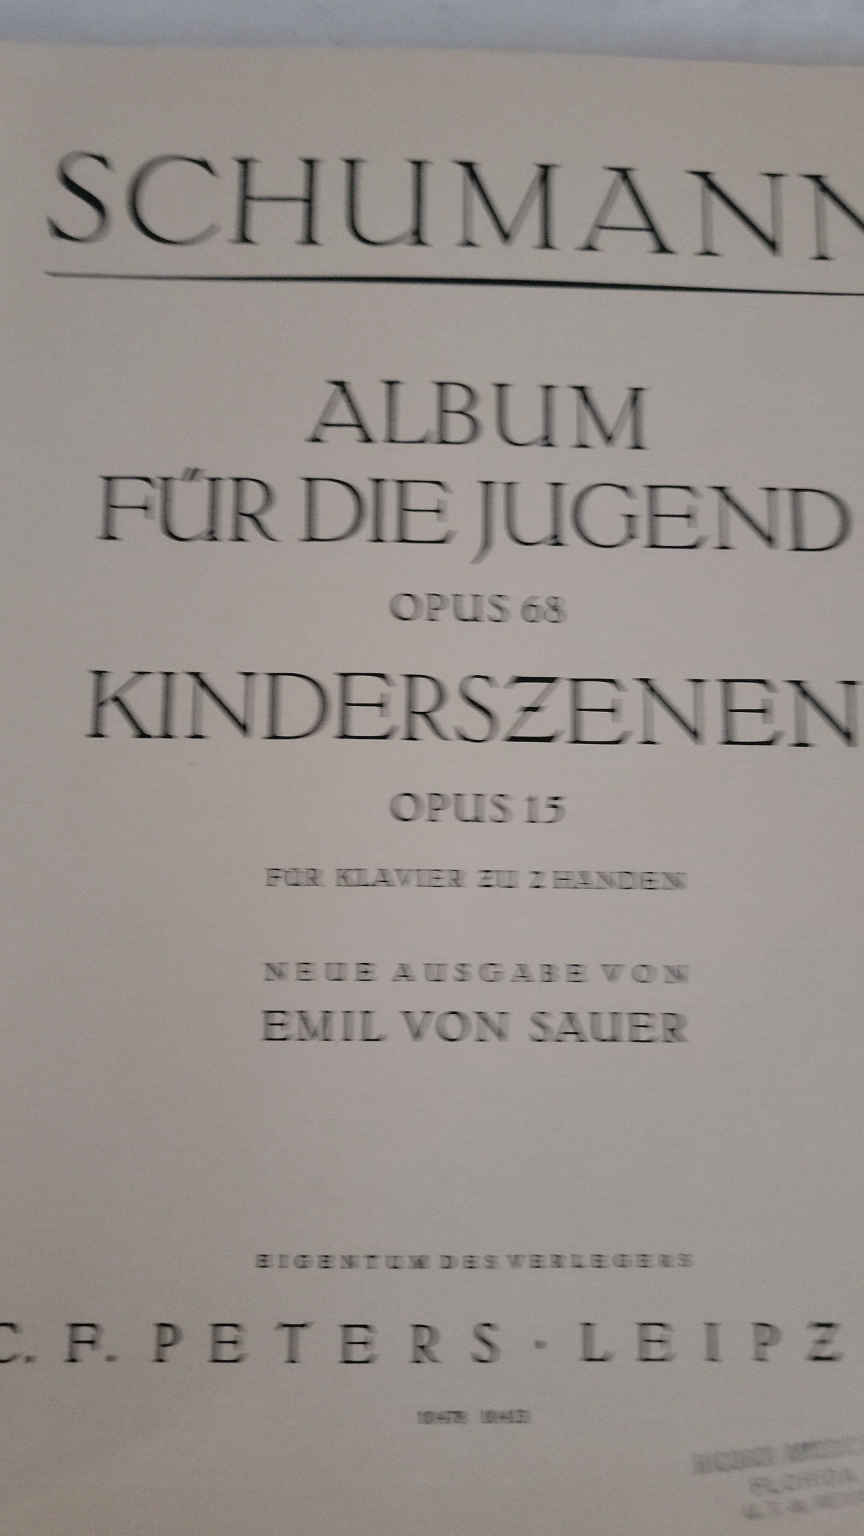 SCHUMANN
ALBUM
FÜR DIE JUGEND
OPUS 68
KINDERSZENEN
OPUS 15
FÜR KLAVIER ZU 2 HÄNDEN
NEUE AUSGABE VON
EMIL VON SAUER
EIGENTUM DES VERLEGERS
C. F. PETERS · LEIPZ